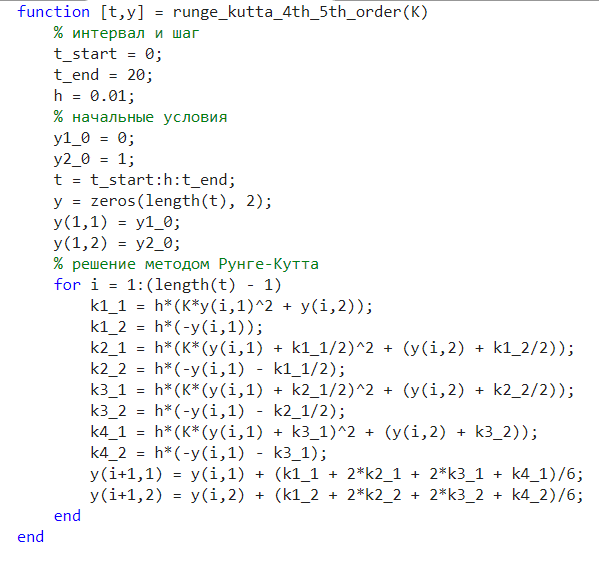 function [t,y] = runge_kutta_4th_5th_order(K)
% интервал и шаг
t_start = 0;
t_end = 20;
h = 0.01;
% начальные условия
y1_0 = 0;
y2_0 = 1;
t = t_start:h:t_end;
y = zeros(length(t), 2);
y(1,1) = y1_0;
y(1,2) = y2_0;
% решение методом Рунге-Кутта
for i = 1:(length(t) - 1)
k1_1 = h*(K*y(i,1)^2 + y(i,2));
k1_2 = h*(-y(i,1));
k2_1 = h*(K*(y(i,1) + k1_1/2)^2 + (y(i,2) + k1_2/2));
k2_2 = h*(-y(i,1) - k1_1/2);
k3_1 = h*(K*(y(i,1) + k2_1/2)^2 + (y(i,2) + k2_2/2));
k3_2 = h*(-y(i,1) - k2_1/2);
k4_1 = h*(K*(y(i,1) + k3_1)^2 + (y(i,2) + k3_2));
k4_2 = h*(-y(i,1) - k3_1);
y(i+1,1) = y(i,1) + (k1_1 + 2*k2_1 + 2*k3_1 + k4_1)/6;
y(i+1,2) = y(i,2) + (k1_2 + 2*k2_2 + 2*k3_2 + k4_2)/6;
end
end